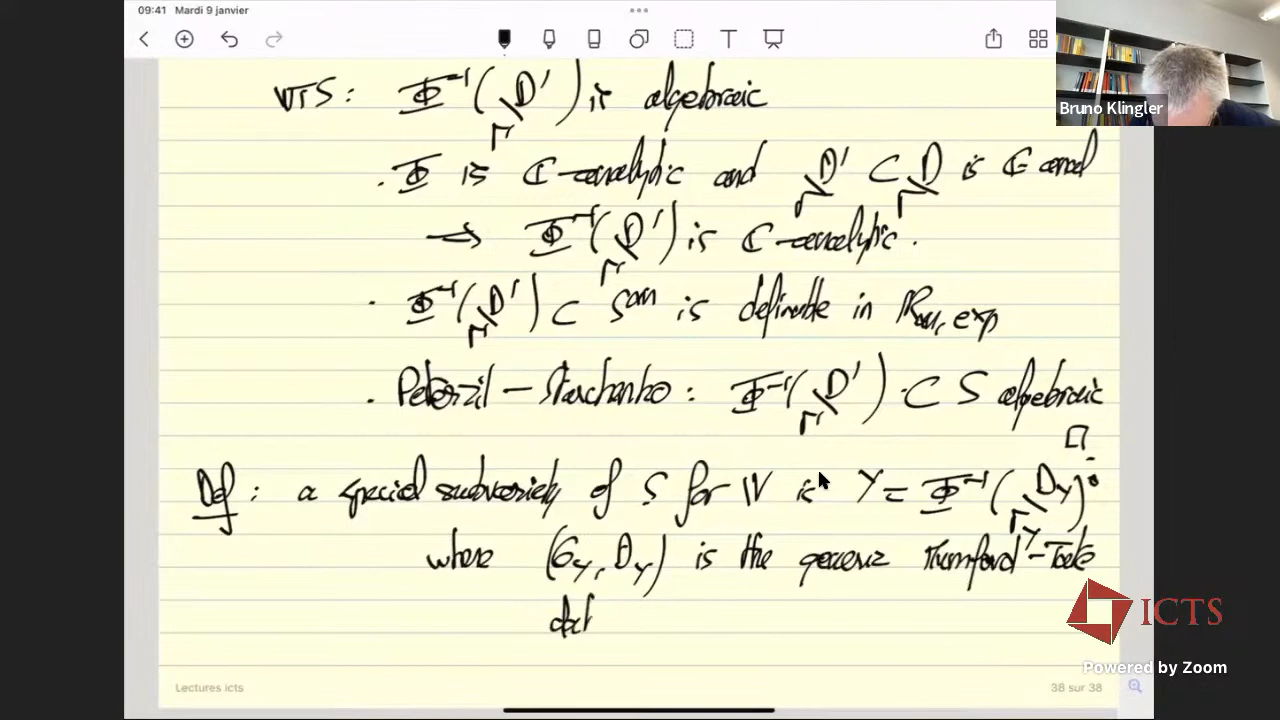 09:41 Mardi 9 janvier
Bruno Klingler
WTS: Φ⁻¹(Γ'\D') is algebraic
. Φ is ℂ-analytic and Γ'\D' ⊂ Γ\D is ℂ-anal
→ Φ⁻¹(Γ'\D') is ℂ-analytic.
. Φ⁻¹(Γ'\D') ⊂ S^an is definable in ℝ_an,exp
. Peterzil - Starchenko: Φ⁻¹(Γ'\D') ⊂ S algebraic
□
Def: a special subvariety of S for V is Y = Φ⁻¹(Γ_Y\D_Y)°
where (G_Y, D_Y) is the generic Mumford-Tate
dat
ICTS
Powered by Zoom
Lectures icts 38 sur 38